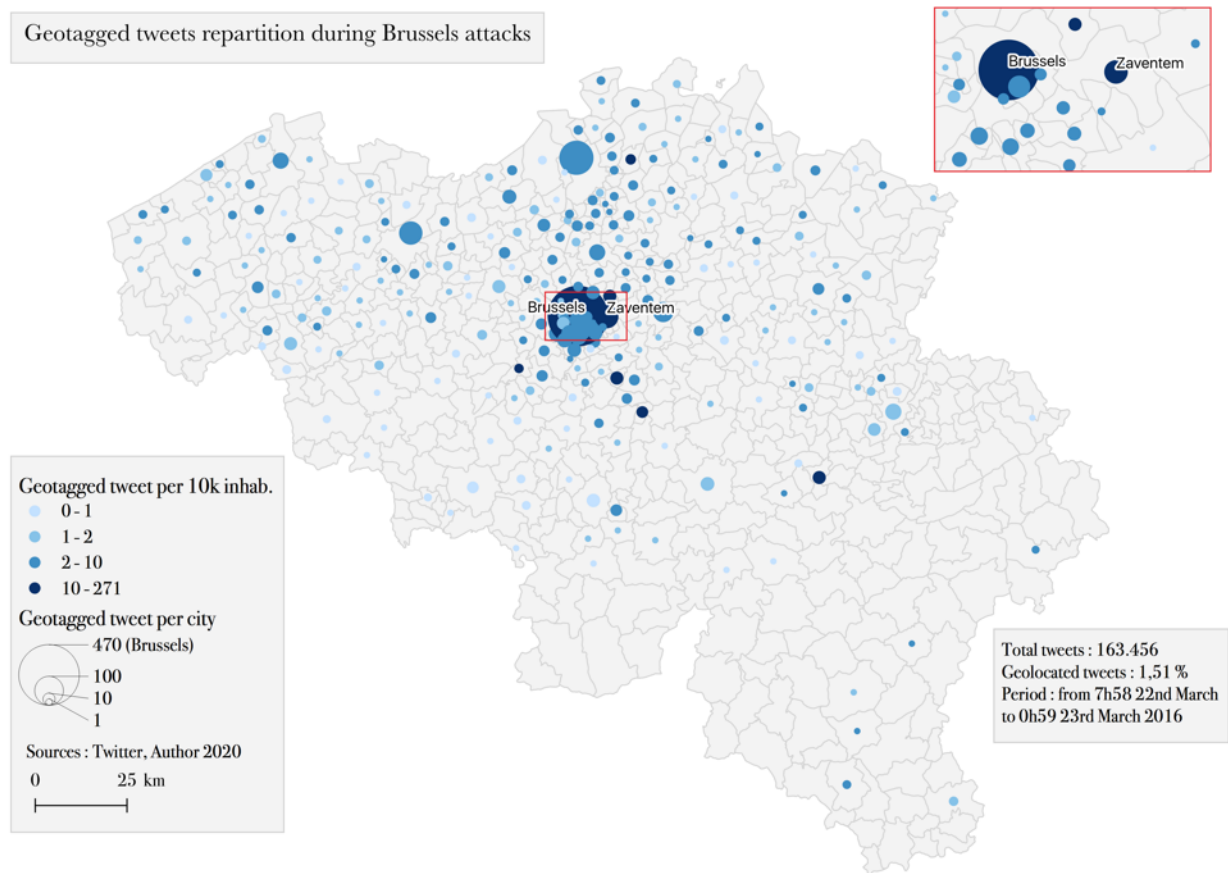 Geotagged tweets repartition during Brussels attacks
Brussels
Zaventem
Brussels
Zaventem
Geotagged tweet per 10k inhab.
0 - 1
1 - 2
2 - 10
10 - 271
Geotagged tweet per city
470 (Brussels)
100
10
1
Sources : Twitter, Author 2020
0 25 km
Total tweets : 163.456
Geolocated tweets : 1,51 %
Period : from 7h58 22nd March
to 0h59 23rd March 2016